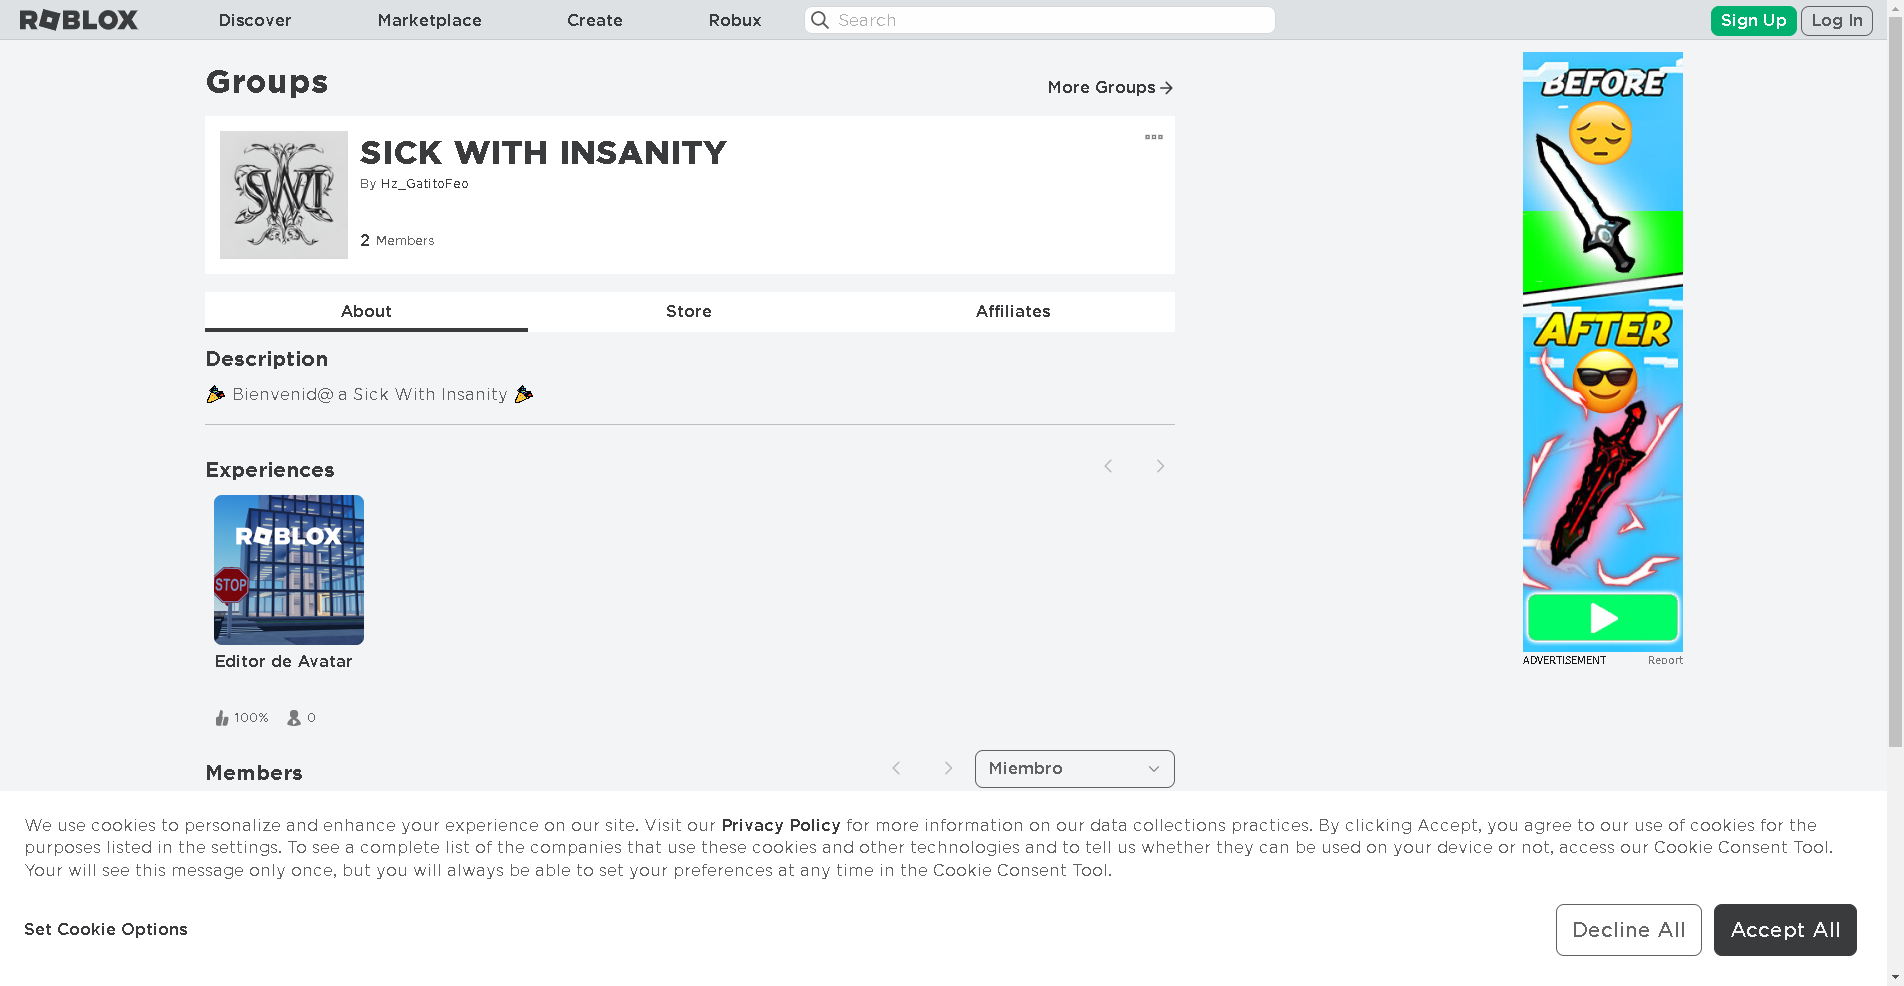 ROBLOX
Discover
Marketplace
Create
Robux
Search
Sign Up
Log In
Groups
More Groups
SWI
SICK WITH INSANITY
By Hz_GatitoFeo
2 Members
About
Store
Affiliates
Description
Bienvenid@ a Sick With Insanity
Experiences
ROBLOX
STOP
Editor de Avatar
100%
0
Members
Miembro
BEFORE
AFTER
ADVERTISEMENT
Report
We use cookies to personalize and enhance your experience on our site. Visit our Privacy Policy for more information on our data collections practices. By clicking Accept, you agree to our use of cookies for the
purposes listed in the settings. To see a complete list of the companies that use these cookies and other technologies and to tell us whether they can be used on your device or not, access our Cookie Consent Tool.
Your will see this message only once, but you will always be able to set your preferences at any time in the Cookie Consent Tool.
Set Cookie Options
Decline All
Accept All